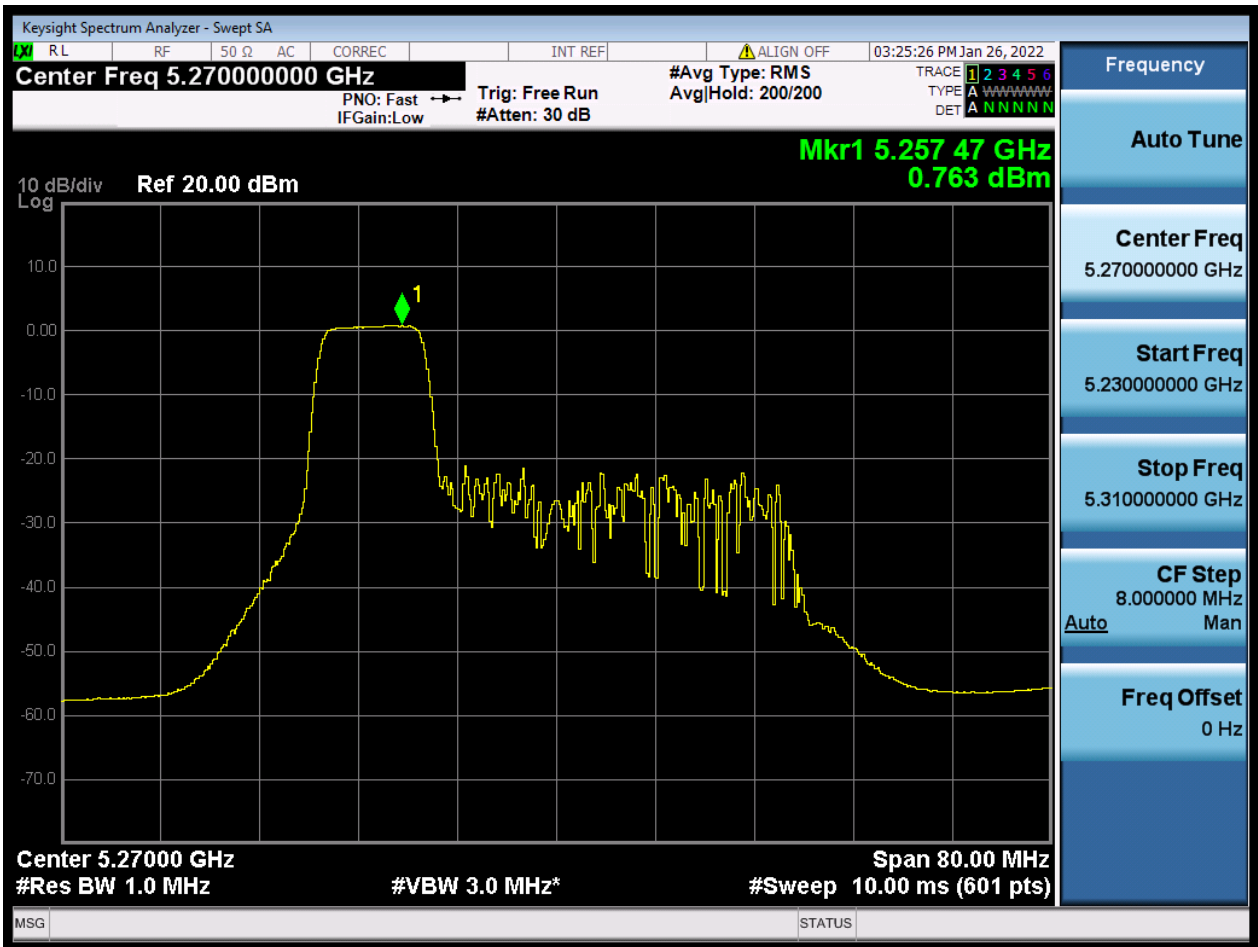 Keysight Spectrum Analyzer - Swept SA
LXI RL RF 50 Ω AC CORREC INT REF ALIGN OFF 03:25:26 PM Jan 26, 2022
Center Freq 5.270000000 GHz
PNO: Fast
IFGain:Low
Trig: Free Run
#Atten: 30 dB
#Avg Type: RMS
Avg|Hold: 200/200
TRACE 1 2 3 4 5 6
TYPE A WWWWW
DET A N N N N N
Mkr1 5.257 47 GHz
0.763 dBm
10 dB/div Ref 20.00 dBm
Log
1
10.0
0.00
-10.0
-20.0
-30.0
-40.0
-50.0
-60.0
-70.0
Center 5.27000 GHz Span 80.00 MHz
#Res BW 1.0 MHz #VBW 3.0 MHz* #Sweep 10.00 ms (601 pts)
MSG STATUS
Frequency
Auto Tune
Center Freq
5.270000000 GHz
Start Freq
5.230000000 GHz
Stop Freq
5.310000000 GHz
CF Step
8.000000 MHz
Auto Man
Freq Offset
0 Hz